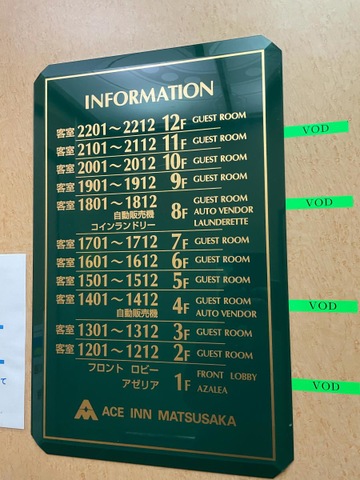 INFORMATION
客室 2201～2212 12F GUEST ROOM
VOD
客室 2101～2112 11F GUEST ROOM
客室 2001～2012 10F GUEST ROOM
客室 1901～1912 9F GUEST ROOM
客室 1801～1812 8F GUEST ROOM
自動販売機 AUTO VENDOR
コインランドリー LAUNDERETTE
VOD
客室 1701～1712 7F GUEST ROOM
客室 1601～1612 6F GUEST ROOM
客室 1501～1512 5F GUEST ROOM
客室 1401～1412 4F GUEST ROOM
自動販売機 AUTO VENDOR
VOD
客室 1301～1312 3F GUEST ROOM
客室 1201～1212 2F GUEST ROOM
フロント ロビー 1F FRONT LOBBY
アゼリア AZALEA
VOD
ACE INN MATSUSAKA
て